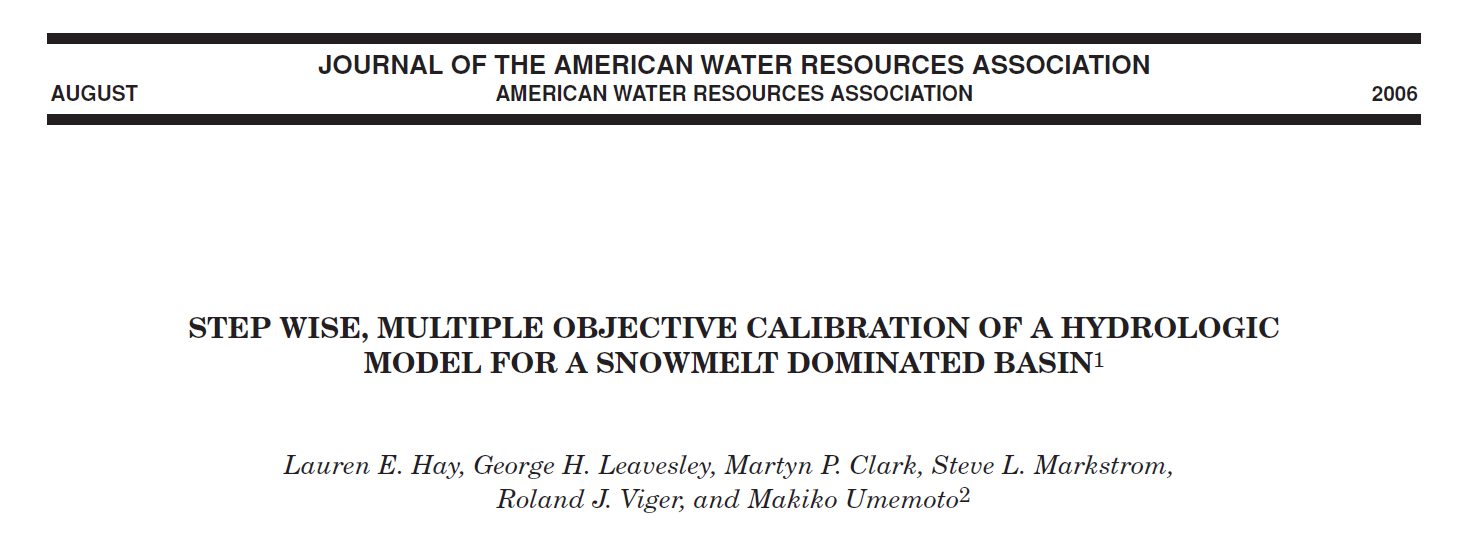 JOURNAL OF THE AMERICAN WATER RESOURCES ASSOCIATION
AUGUST AMERICAN WATER RESOURCES ASSOCIATION 2006
STEP WISE, MULTIPLE OBJECTIVE CALIBRATION OF A HYDROLOGIC
MODEL FOR A SNOWMELT DOMINATED BASIN1
Lauren E. Hay, George H. Leavesley, Martyn P. Clark, Steve L. Markstrom,
Roland J. Viger, and Makiko Umemoto2